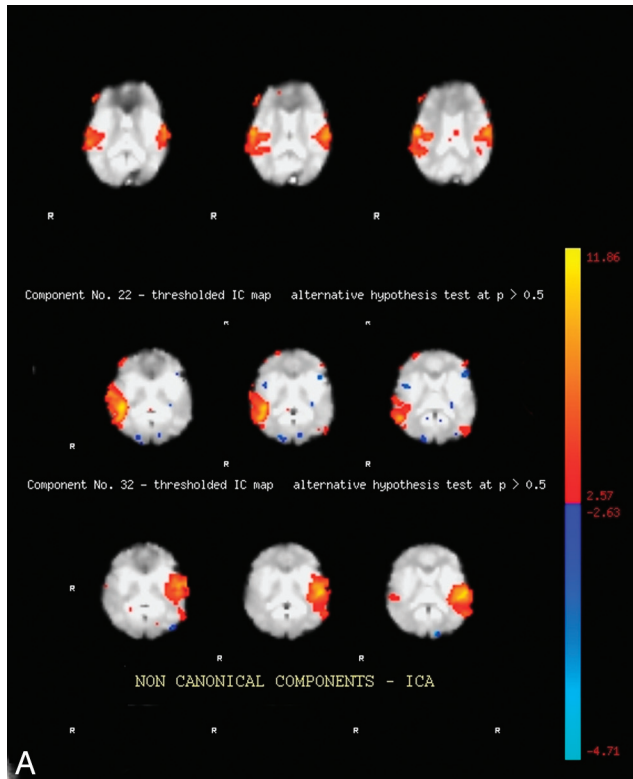 R R R
11.86
Component No. 22 - thresholded IC map alternative hypothesis test at p > 0.5
R R
R
R R
Component No. 32 - thresholded IC map alternative hypothesis test at p > 0.5
2.57
-2.63
R
R R
NON CANONICAL COMPONENTS - ICA
R R R R
-4.71
A